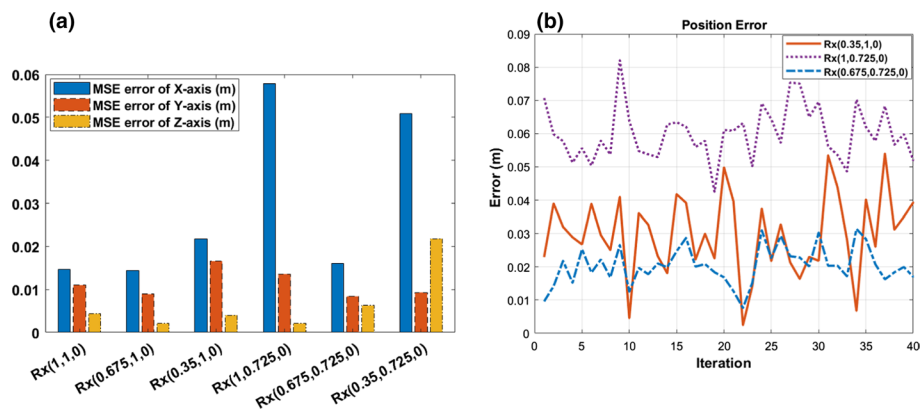 (a)
0.06
0.05
0.04
0.03
0.02
0.01
0
MSE error of X-axis (m)
MSE error of Y-axis (m)
MSE error of Z-axis (m)
Rx(1,1,0)
Rx(0.675,1,0)
Rx(0.35,1,0)
Rx(1,0.725,0)
Rx(0.675,0.725,0)
Rx(0.35,0.725,0)
(b)
Position Error
0.09
0.08
0.07
0.06
0.05
0.04
0.03
0.02
0.01
0
Error (m)
Rx(0.35,1,0)
Rx(1,0.725,0)
Rx(0.675,0.725,0)
0 5 10 15 20 25 30 35 40
Iteration